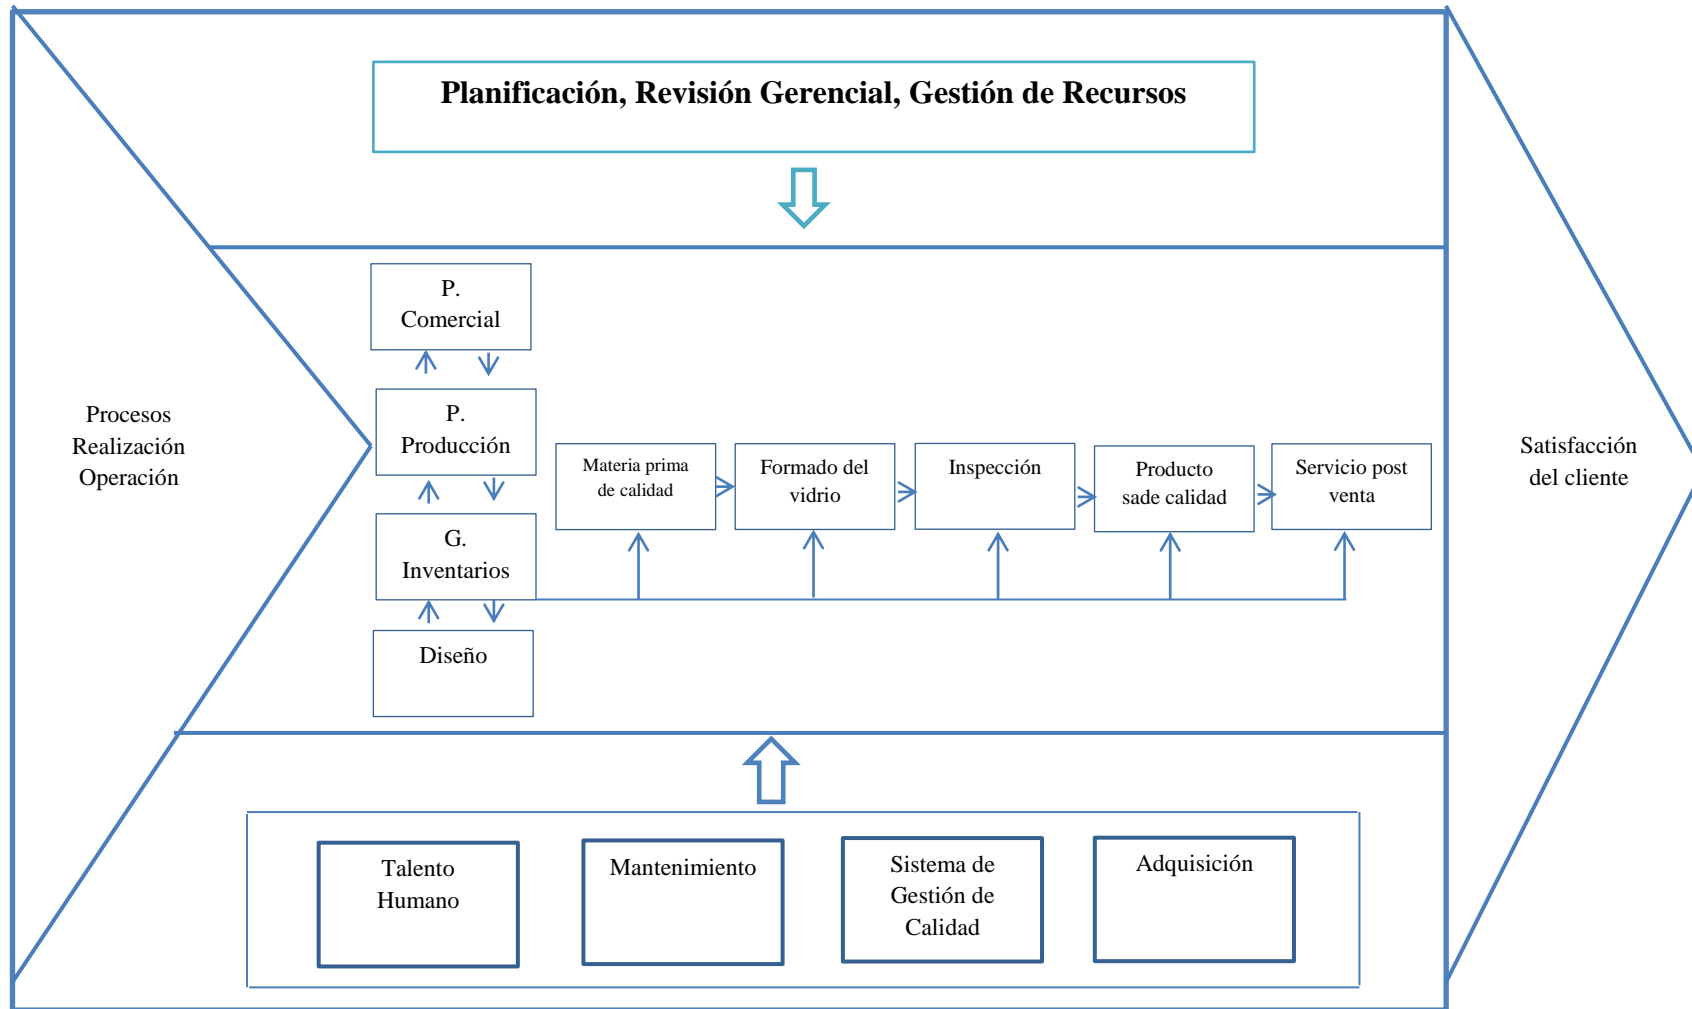 Planificación, Revisión Gerencial, Gestión de Recursos
P.
Comercial
Procesos
Realización
Operación
P.
Producción
G.
Inventarios
Diseño
Materia prima
de calidad
Formado del
vidrio
Inspección
Producto
sade calidad
Servicio post
venta
Satisfacción
del cliente
Talento
Humano
Mantenimiento
Sistema de
Gestión de
Calidad
Adquisición